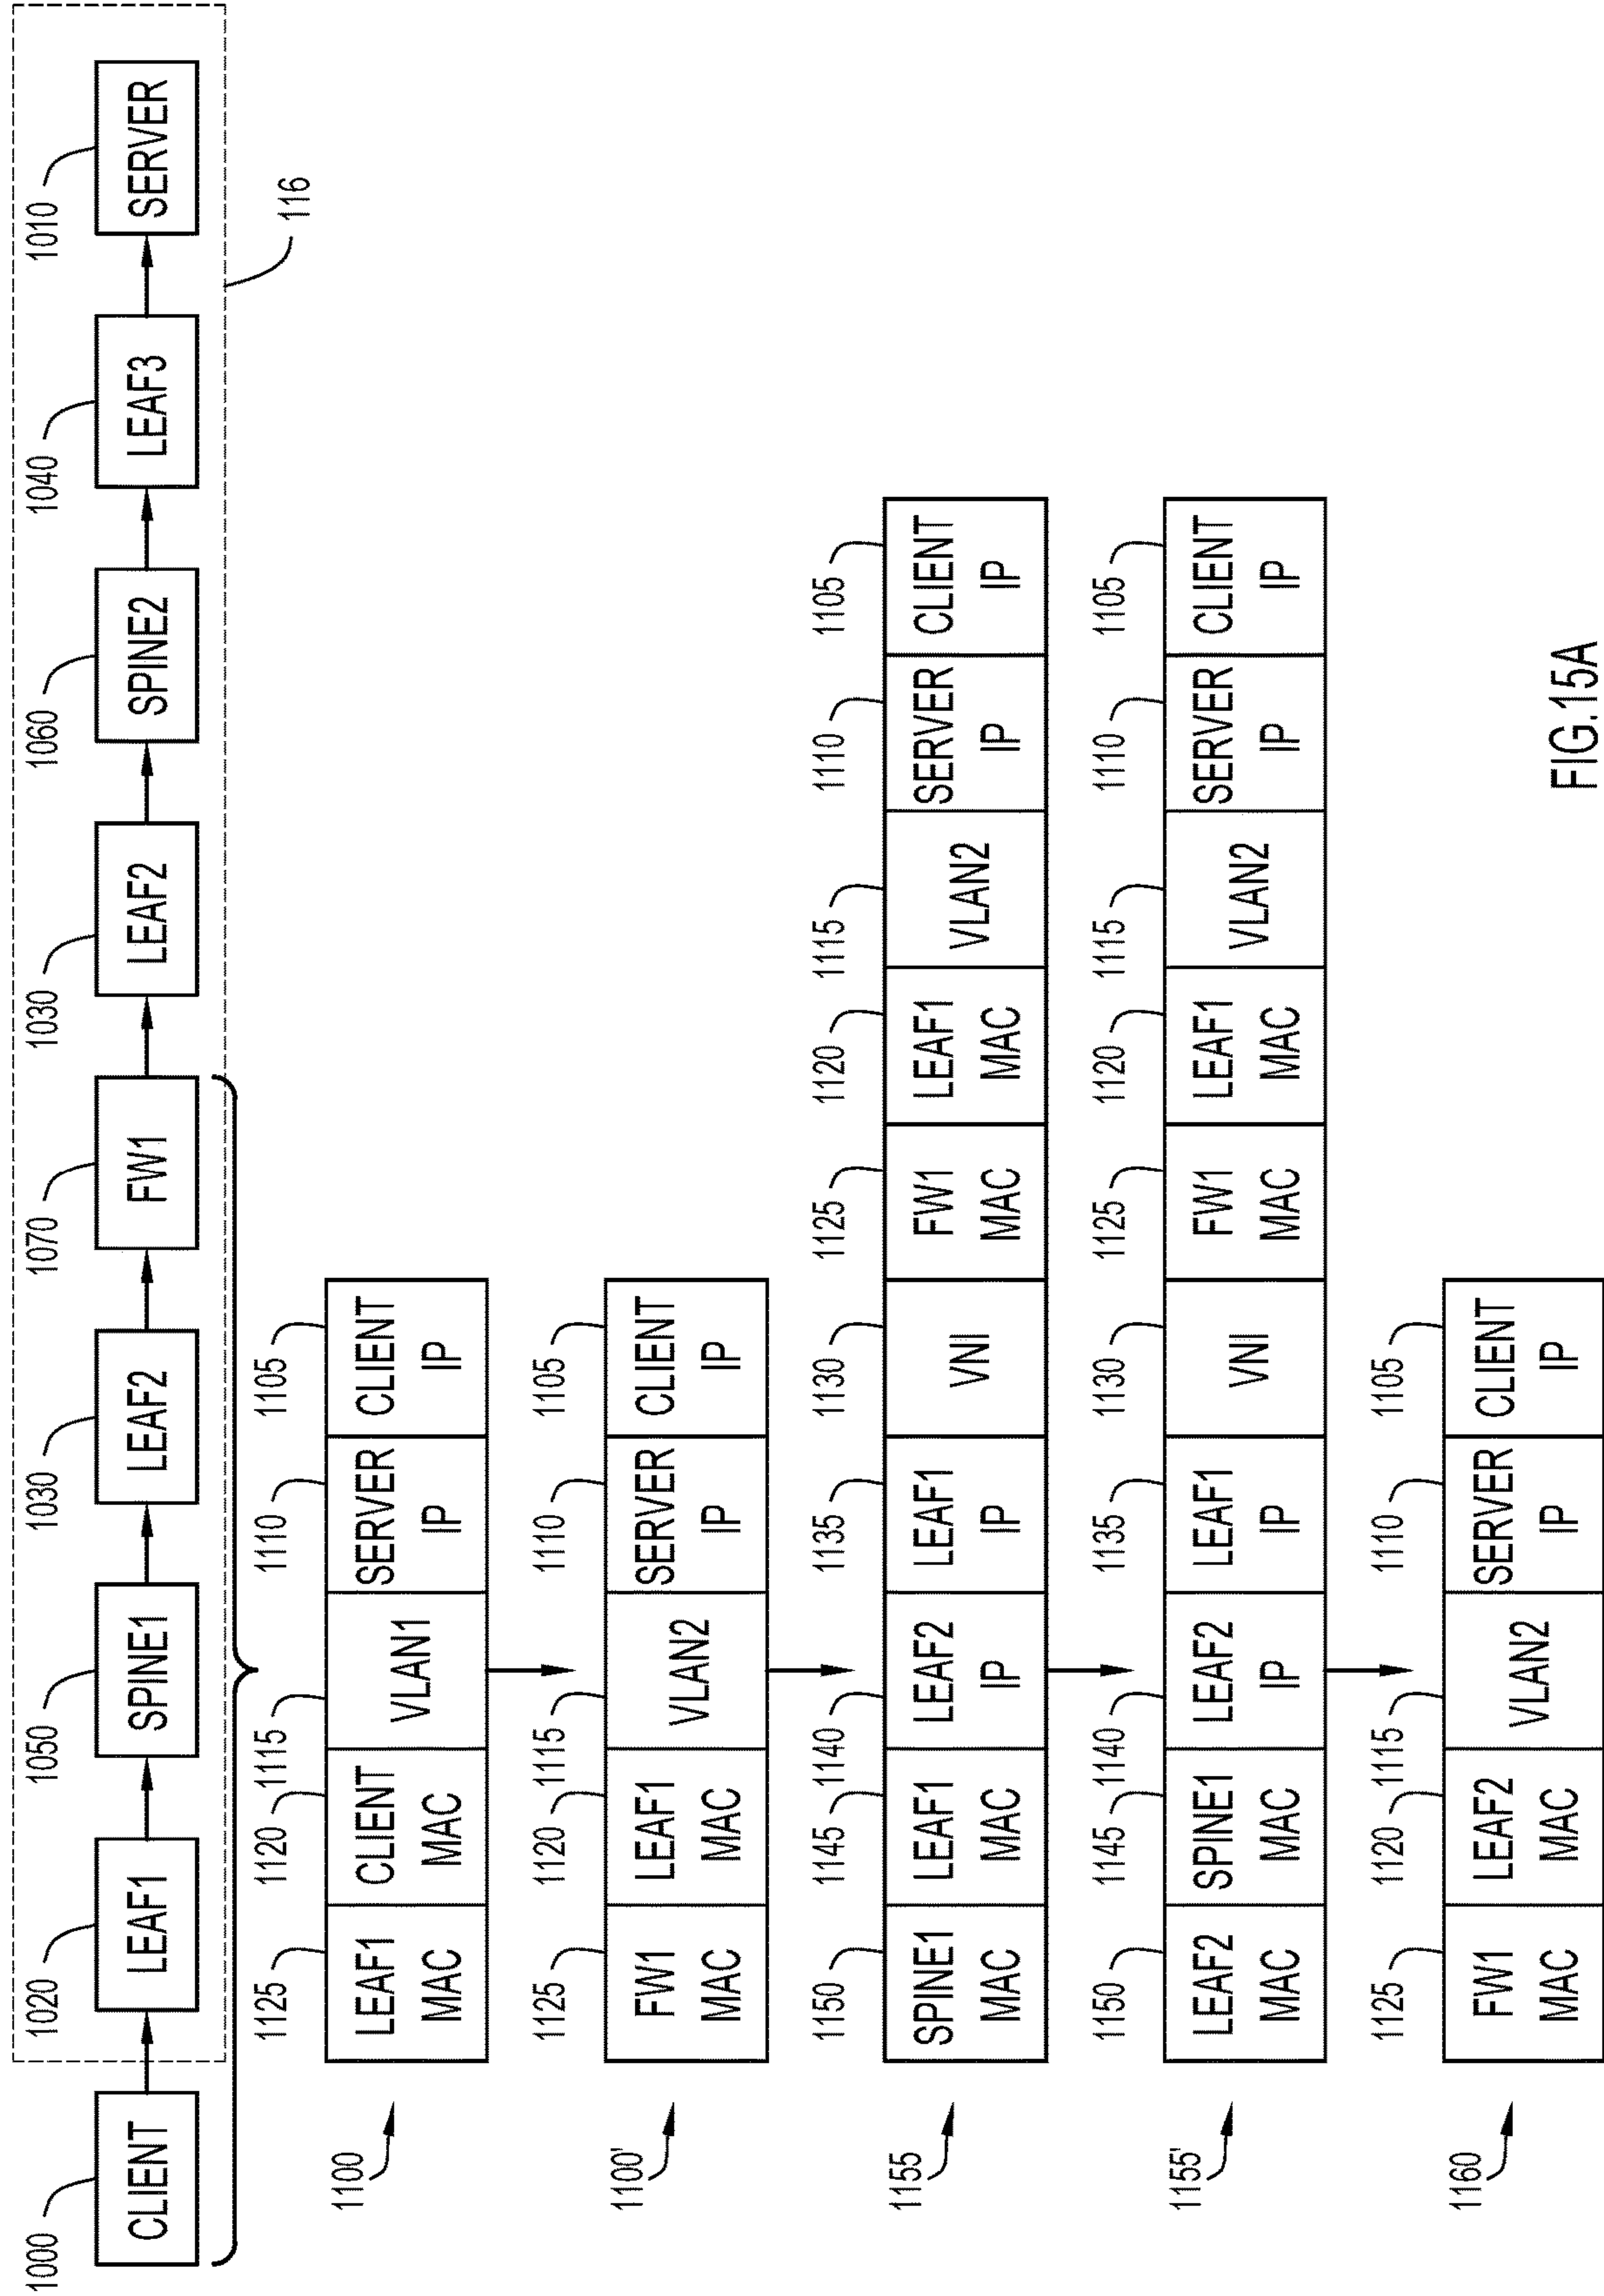 1000 1020 1050 1030 1070 1030 1060 1040 1010
CLIENT LEAF1 SPINE1 LEAF2 FW1 LEAF2 SPINE2 LEAF3 SERVER
116
1125 1120 1115 1110 1105
1100 LEAF1 CLIENT VLAN1 SERVER CLIENT
MAC MAC IP IP
1125 1120 1115 1110 1105
1100' FW1 LEAF1 VLAN2 SERVER CLIENT
MAC MAC IP IP
1150 1145 1140 1135 1130 1125 1120 1115 1110 1105
1155 SPINE1 LEAF1 LEAF2 LEAF1 VNI FW1 LEAF1 VLAN2 SERVER CLIENT
MAC MAC IP IP MAC MAC IP IP
1150 1145 1140 1135 1130 1125 1120 1115 1110 1105
1155' LEAF2 SPINE1 LEAF2 LEAF1 VNI FW1 LEAF1 VLAN2 SERVER CLIENT
MAC MAC IP IP MAC MAC IP IP
1125 1120 1115 1110 1105
1160 FW1 LEAF2 VLAN2 SERVER CLIENT
MAC MAC IP IP
FIG.15A